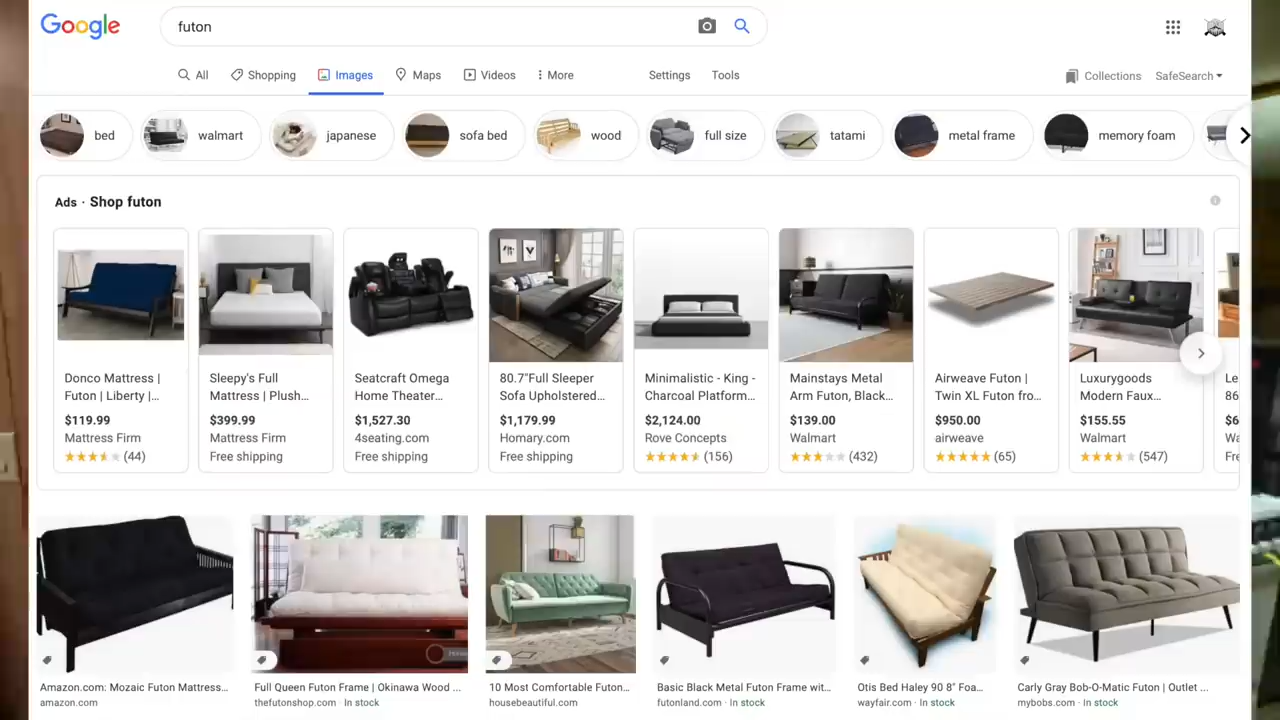 Google
futon
All
Shopping
Images
Maps
Videos
More
Settings
Tools
Collections
SafeSearch
bed
walmart
japanese
sofa bed
wood
full size
tatami
metal frame
memory foam
Ads · Shop futon
Donco Mattress |
Futon | Liberty |...
$119.99
Mattress Firm
(44)
Sleepy's Full
Mattress | Plush...
$399.99
Mattress Firm
Free shipping
Seatcraft Omega
Home Theater...
$1,527.30
4seating.com
Free shipping
80.7"Full Sleeper
Sofa Upholstered...
$1,179.99
Homary.com
Free shipping
Minimalistic - King -
Charcoal Platform...
$2,124.00
Rove Concepts
(156)
Mainstays Metal
Arm Futon, Black...
$139.00
Walmart
(432)
Airweave Futon |
Twin XL Futon fro...
$950.00
airweave
(65)
Luxurygoods
Modern Faux...
$155.55
Walmart
(547)
Le
86
$6
Wa
Fre
Amazon.com: Mozaic Futon Mattress...
amazon.com
Full Queen Futon Frame | Okinawa Wood ...
thefutonshop.com · In stock
10 Most Comfortable Futon...
housebeautiful.com
Basic Black Metal Futon Frame wit...
futonland.com · In stock
Otis Bed Haley 90 8" Foa...
wayfair.com · In stock
Carly Gray Bob-O-Matic Futon | Outlet ...
mybobs.com · In stock